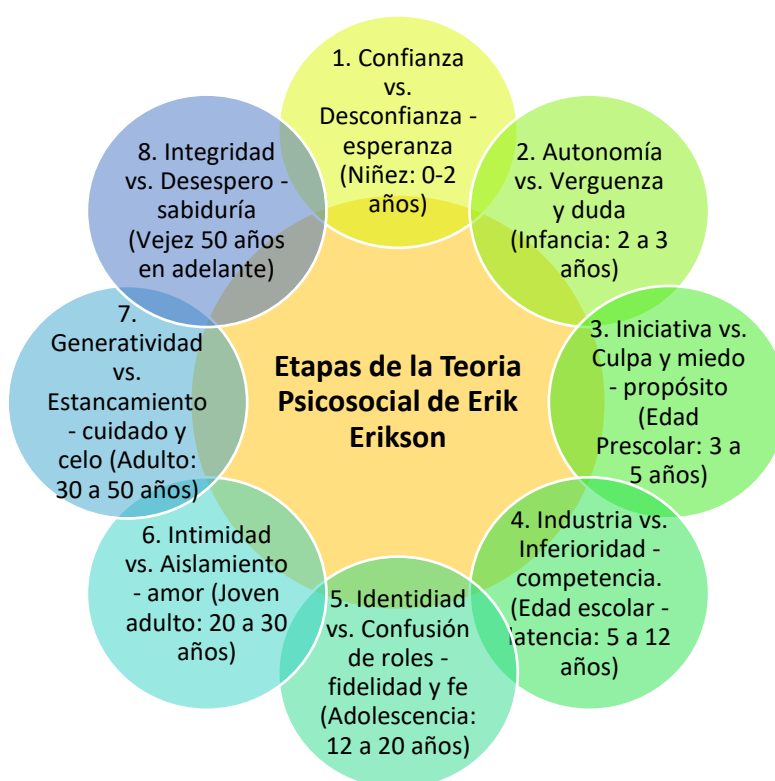 1. Confianza
vs.
Desconfianza -
esperanza
(Niñez: 0-2
años)
2. Autonomía
vs. Verguenza
y duda
(Infancia: 2 a 3
años)
3. Iniciativa vs.
Culpa y miedo
- propósito
(Edad
Prescolar: 3 a
5 años)
4. Industria vs.
Inferioridad -
competencia.
(Edad escolar -
latencia: 5 a 12
años)
5. Identidiad
vs. Confusión
de roles -
fidelidad y fe
(Adolescencia:
12 a 20 años)
6. Intimidad
vs. Aislamiento
- amor (Joven
adulto: 20 a 30
años)
7.
Generatividad
vs.
Estancamiento
- cuidado y
celo (Adulto:
30 a 50 años)
8. Integridad
vs. Desespero -
sabiduría
(Vejez 50 años
en adelante)
Etapas de la Teoria
Psicosocial de Erik
Erikson